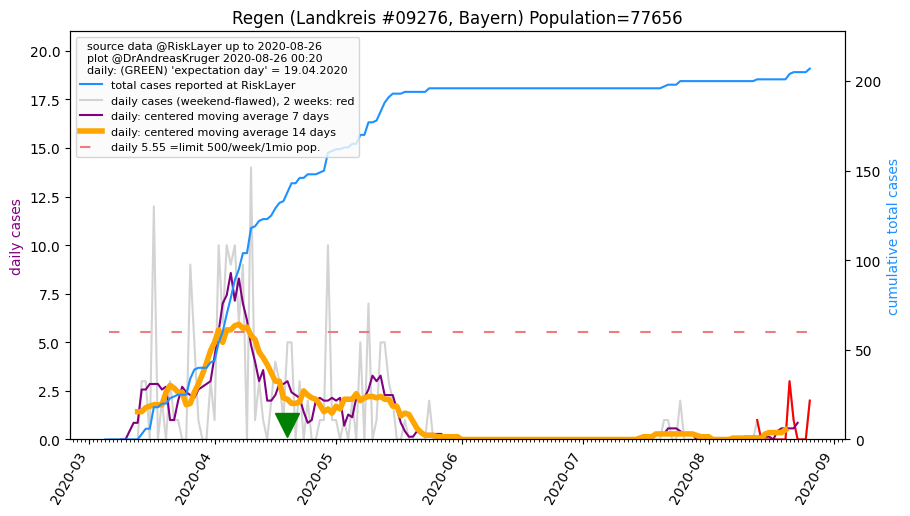 Regen (Landkreis #09276, Bayern) Population=77656
source data @RiskLayer up to 2020-08-26
plot @DrAndreasKruger 2020-08-26 00:20
daily: (GREEN) 'expectation day' = 19.04.2020
total cases reported at RiskLayer
daily cases (weekend-flawed), 2 weeks: red
daily: centered moving average 7 days
daily: centered moving average 14 days
daily 5.55 =limit 500/week/1mio pop.
daily cases
20.0
17.5
15.0
12.5
10.0
7.5
5.0
2.5
0.0
200
150
100
50
0
cumulative total cases
2020-03
2020-04
2020-05
2020-06
2020-07
2020-08
2020-09